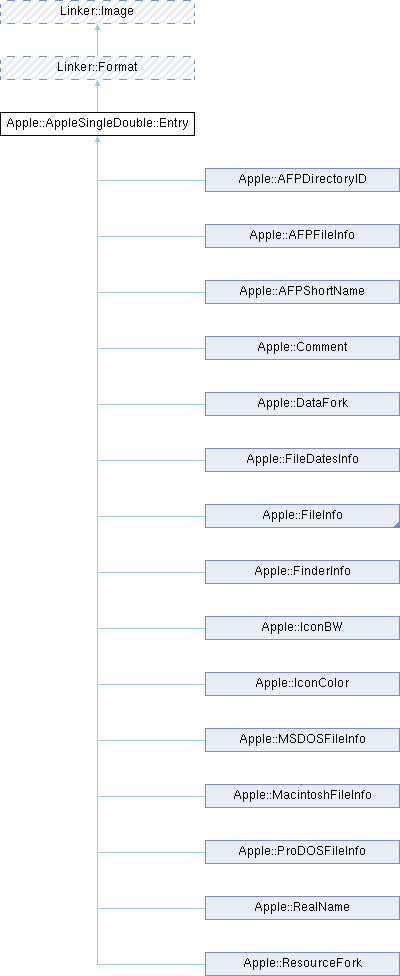 Linker::Image
Linker::Format
Apple::AppleSingleDouble::Entry
Apple::AFPDirectoryID
Apple::AFPFileInfo
Apple::AFPShortName
Apple::Comment
Apple::DataFork
Apple::FileDatesInfo
Apple::FileInfo
Apple::FinderInfo
Apple::IconBW
Apple::IconColor
Apple::MSDOSFileInfo
Apple::MacintoshFileInfo
Apple::ProDOSFileInfo
Apple::RealName
Apple::ResourceFork